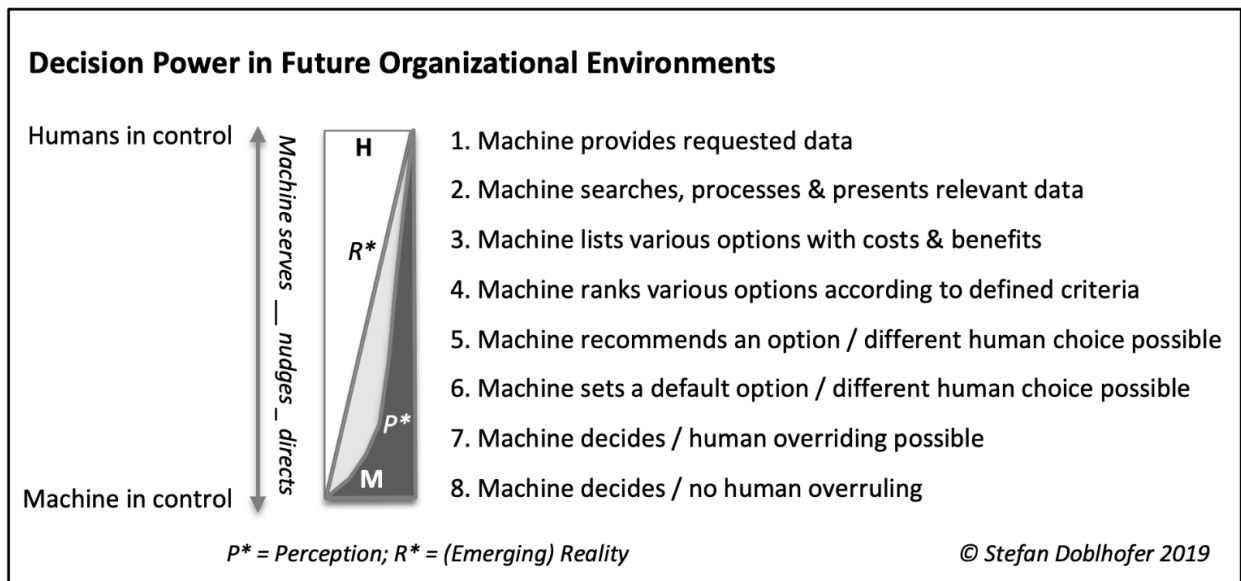 Decision Power in Future Organizational Environments
Humans in control
Machine serves __ nudges _ directs
Machine in control
H
R*
P*
M
1. Machine provides requested data
2. Machine searches, processes & presents relevant data
3. Machine lists various options with costs & benefits
4. Machine ranks various options according to defined criteria
5. Machine recommends an option / different human choice possible
6. Machine sets a default option / different human choice possible
7. Machine decides / human overriding possible
8. Machine decides / no human overruling
P* = Perception; R* = (Emerging) Reality
© Stefan Doblhofer 2019